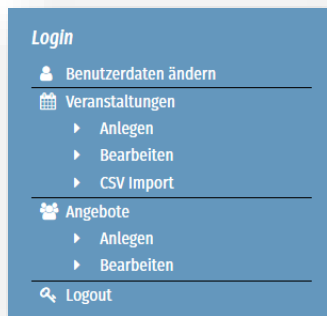 Login
Benutzerdaten ändern
Veranstaltungen
Anlegen
Bearbeiten
CSV Import
Angebote
Anlegen
Bearbeiten
Logout